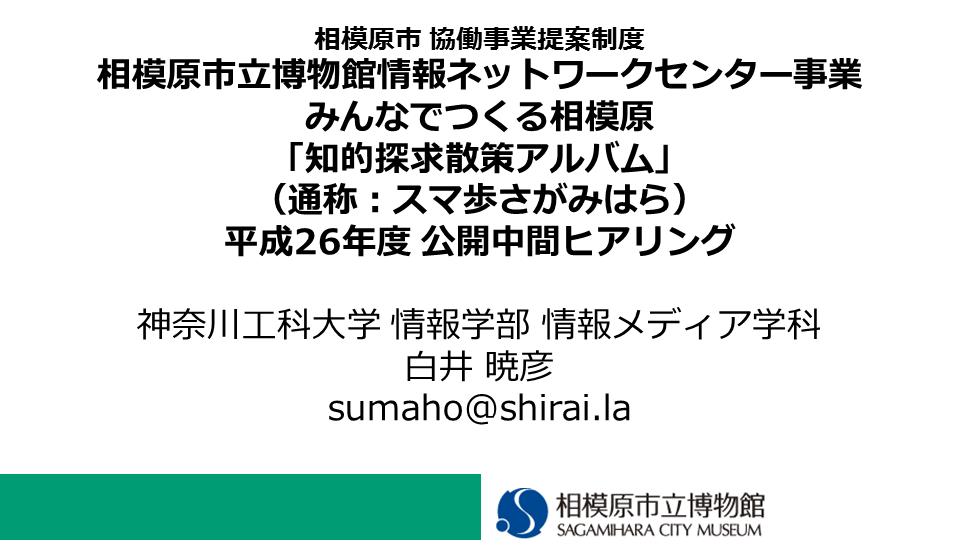 相模原市 協働事業提案制度
相模原市立博物館情報ネットワークセンター事業
みんなでつくる相模原
「知的探求散策アルバム」
（通称：スマ歩さがみはら）
平成26年度 公開中間ヒアリング
神奈川工科大学 情報学部 情報メディア学科
白井 暁彦
sumaho@shirai.la
相模原市立博物館
SAGAMIHARA CITY MUSEUM